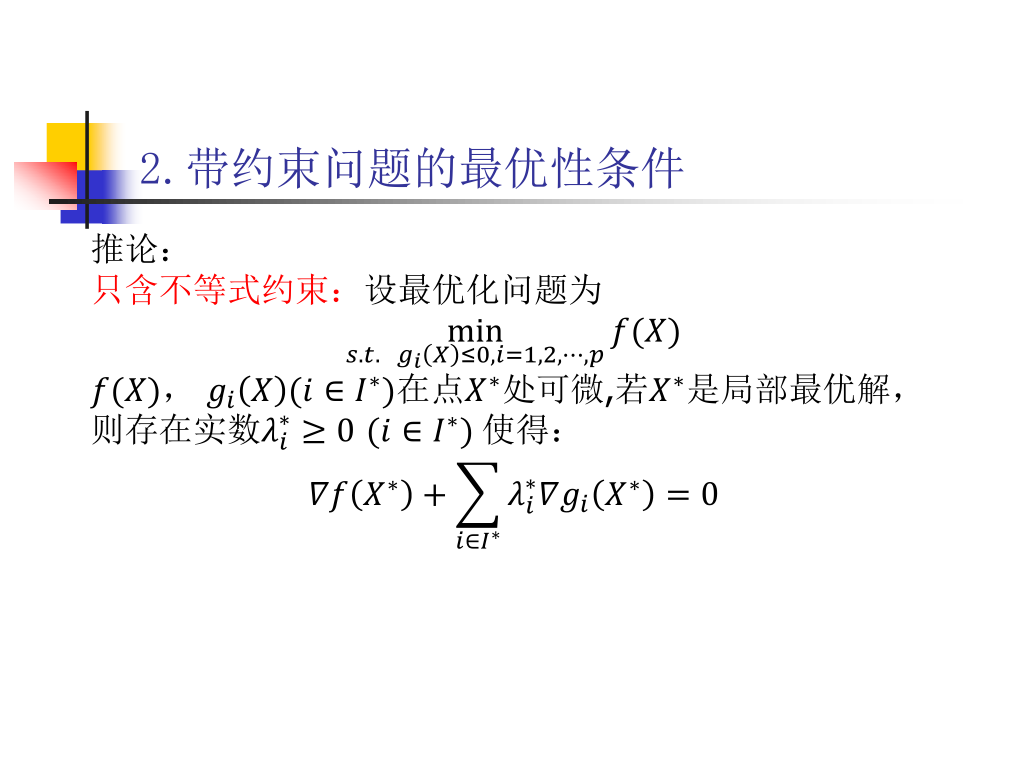 2.带约束问题的最优性条件
推论：
只含不等式约束：设最优化问题为
min f(X)
s.t. g_i(X)≤0,i=1,2,⋯,p
f(X)， g_i(X)(i ∈ I*)在点X*处可微,若X*是局部最优解，
则存在实数λ_i* ≥ 0 (i ∈ I*) 使得：
∇f(X*) + ∑ λ_i*∇g_i(X*) = 0
i∈I*